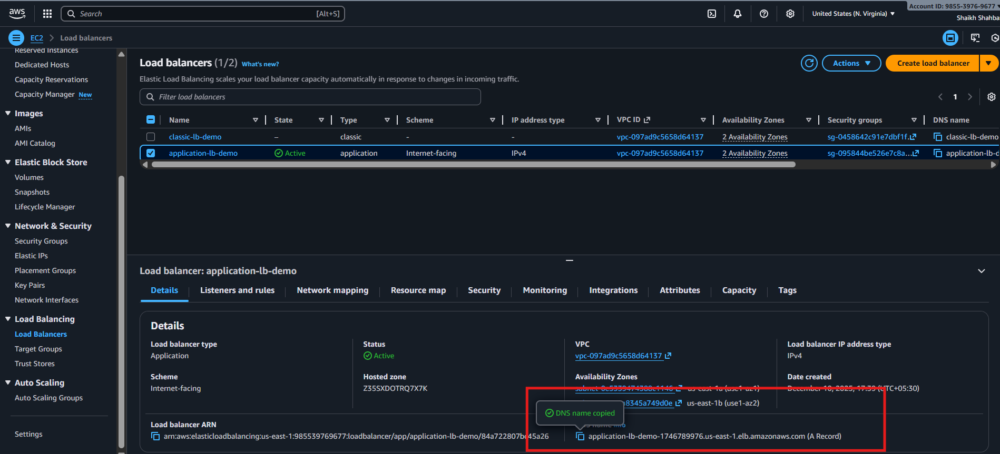 aws
Search [Alt+S]
United States (N. Virginia)
Account ID: 9855-3976-9677
Shaikh Shahba
EC2 > Load balancers
Reserved Instances
Dedicated Hosts
Capacity Reservations
Capacity Manager New
Images
AMIs
AMI Catalog
Elastic Block Store
Volumes
Snapshots
Lifecycle Manager
Network & Security
Security Groups
Elastic IPs
Placement Groups
Key Pairs
Network Interfaces
Load Balancing
Load Balancers
Target Groups
Trust Stores
Auto Scaling
Auto Scaling Groups
Settings
Load balancers (1/2) What's new?
Actions
Create load balancer
Elastic Load Balancing scales your load balancer capacity automatically in response to changes in incoming traffic.
Filter load balancers
1
Name State Type Scheme IP address type VPC ID Availability Zones Security groups DNS name
classic-lb-demo – classic - - vpc-097ad9c5658d64137 2 Availability Zones sg-0458642c91e7dbf1f. classic-lb-demo
application-lb-demo Active application Internet-facing IPv4 vpc-097ad9c5658d64137 2 Availability Zones sg-095844be526e7c8a... application-lb-d
Load balancer: application-lb-demo
Details Listeners and rules Network mapping Resource map Security Monitoring Integrations Attributes Capacity Tags
Details
Load balancer type
Application
Status
Active
VPC
vpc-097ad9c5658d64137
Load balancer IP address type
IPv4
Scheme
Internet-facing
Hosted zone
Z35SXDOTRQ7X7K
Availability Zones
us-east-1a (use1-az1)
a8345a749d0e us-east-1b (use1-az2)
Date created
December 10, 2025, 17:39 (UTC+05:30)
DNS name copied
Load balancer ARN
arn:aws:elasticloadbalancing:us-east-1:985539769677:loadbalancer/app/application-lb-demo/84a722807bc45a26
name Info
application-lb-demo-1746789976.us-east-1.elb.amazonaws.com (A Record)